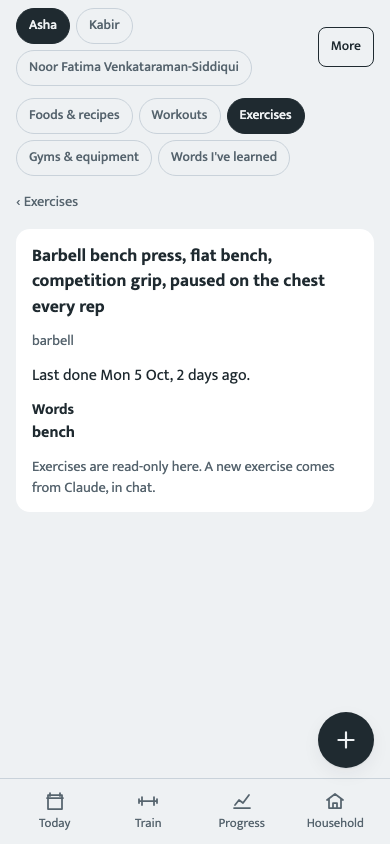 Asha
Kabir
More
Noor Fatima Venkataraman-Siddiqui
Foods & recipes
Workouts
Exercises
Gyms & equipment
Words I've learned
‹ Exercises
Barbell bench press, flat bench,
competition grip, paused on the chest
every rep
barbell
Last done Mon 5 Oct, 2 days ago.
Words
bench
Exercises are read-only here. A new exercise comes
from Claude, in chat.
Today
Train
Progress
Household